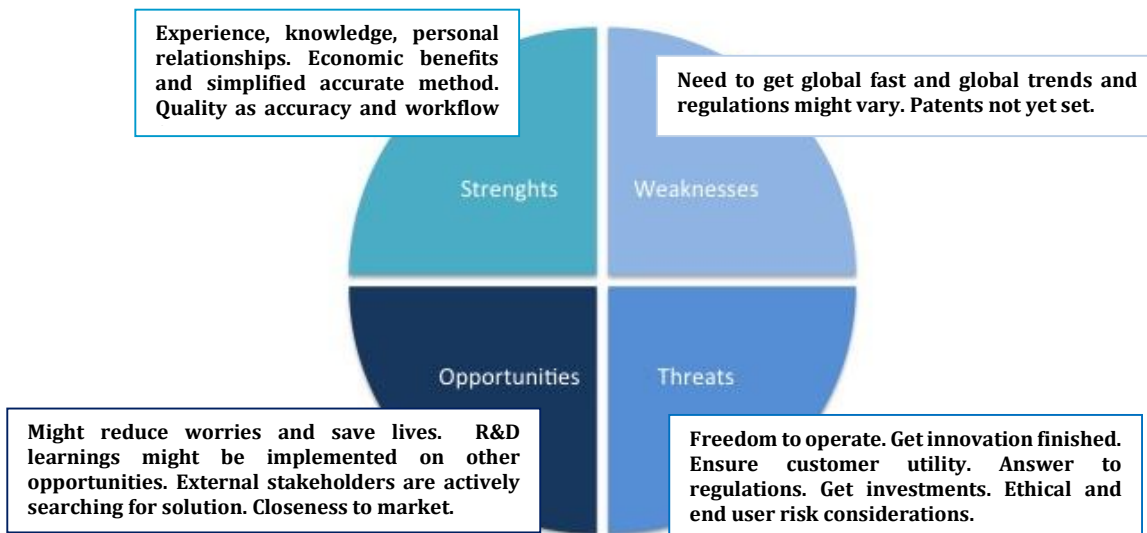 Experience, knowledge, personal
relationships. Economic benefits
and simplified accurate method.
Quality as accuracy and workflow
Need to get global fast and global trends and
regulations might vary. Patents not yet set.
Strenghts
Weaknesses
Opportunities
Threats
Might reduce worries and save lives. R&D
learnings might be implemented on other
opportunities. External stakeholders are actively
searching for solution. Closeness to market.
Freedom to operate. Get innovation finished.
Ensure customer utility. Answer to
regulations. Get investments. Ethical and
end user risk considerations.